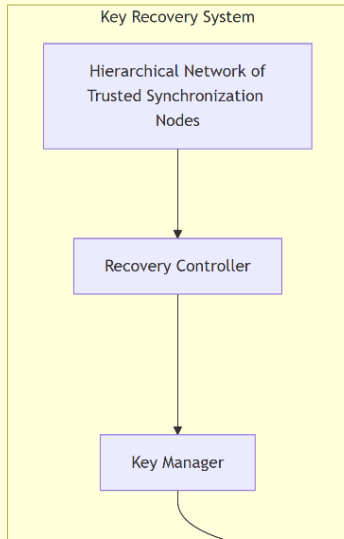 Key Recovery System
Hierarchical Network of
Trusted Synchronization
Nodes
Recovery Controller
Key Manager